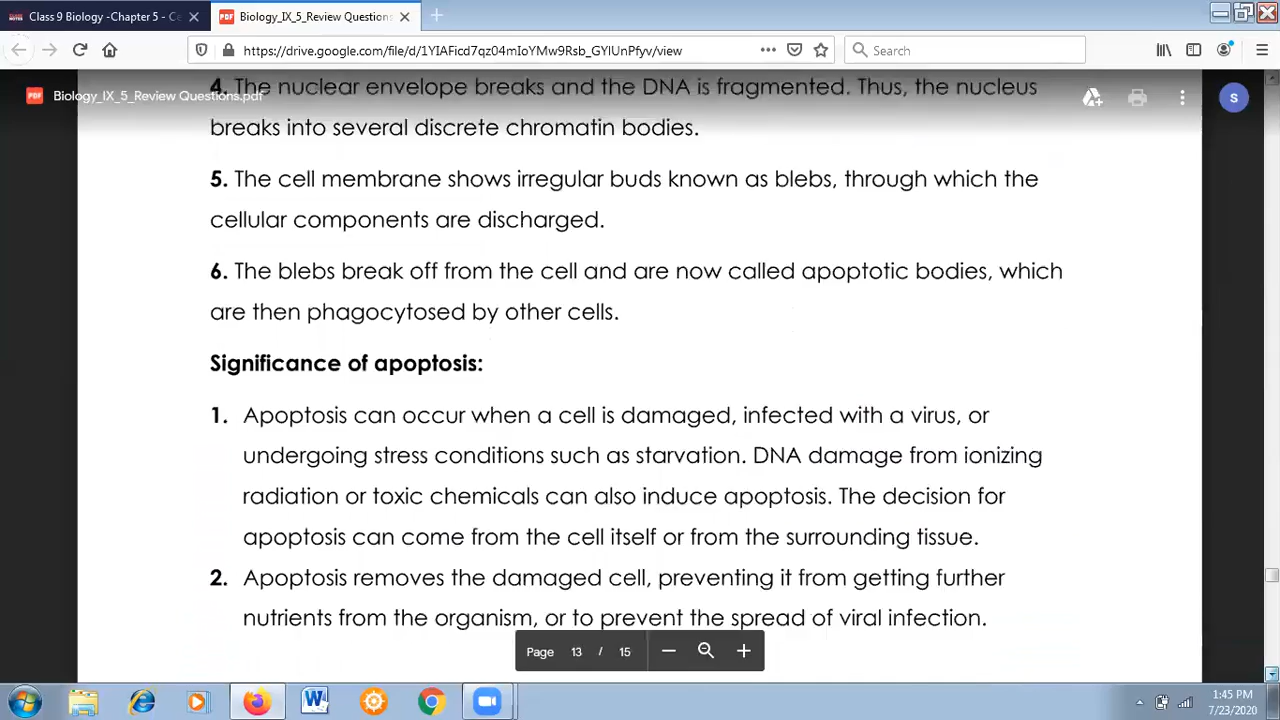 Class 9 Biology -Chapter 5 - Ce
Biology_IX_5_Review Questions
https://drive.google.com/file/d/1YIAFicd7qz04mIoYMw9Rsb_GYlUnPfyv/view
Search
4. The nuclear envelope breaks and the DNA is fragmented. Thus, the nucleus
Biology_IX_5_Review Questions.pdf
S
breaks into several discrete chromatin bodies.
5. The cell membrane shows irregular buds known as blebs, through which the
cellular components are discharged.
6. The blebs break off from the cell and are now called apoptotic bodies, which
are then phagocytosed by other cells.
Significance of apoptosis:
1. Apoptosis can occur when a cell is damaged, infected with a virus, or
undergoing stress conditions such as starvation. DNA damage from ionizing
radiation or toxic chemicals can also induce apoptosis. The decision for
apoptosis can come from the cell itself or from the surrounding tissue.
2. Apoptosis removes the damaged cell, preventing it from getting further
nutrients from the organism, or to prevent the spread of viral infection.
Page 13 / 15
1:45 PM
7/23/2020